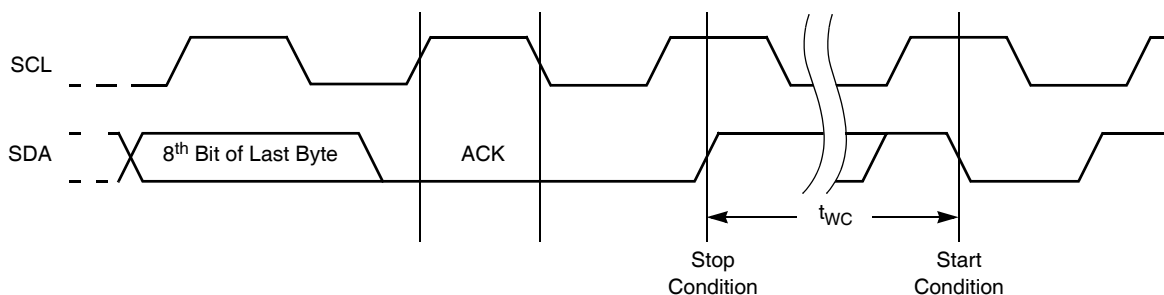 SCL
SDA
8th Bit of Last Byte
ACK
tWC
Stop
Condition
Start
Condition